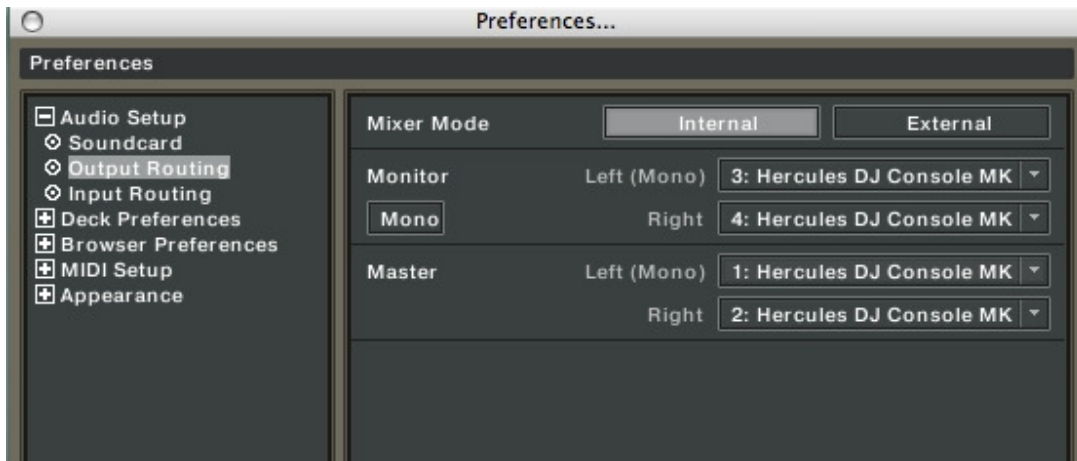 Preferences...
Preferences
Audio Setup
Soundcard
Output Routing
Input Routing
Deck Preferences
Browser Preferences
MIDI Setup
Appearance
Mixer Mode Internal External
Monitor Left (Mono) 3: Hercules DJ Console MK
Mono Right 4: Hercules DJ Console MK
Master Left (Mono) 1: Hercules DJ Console MK
Right 2: Hercules DJ Console MK